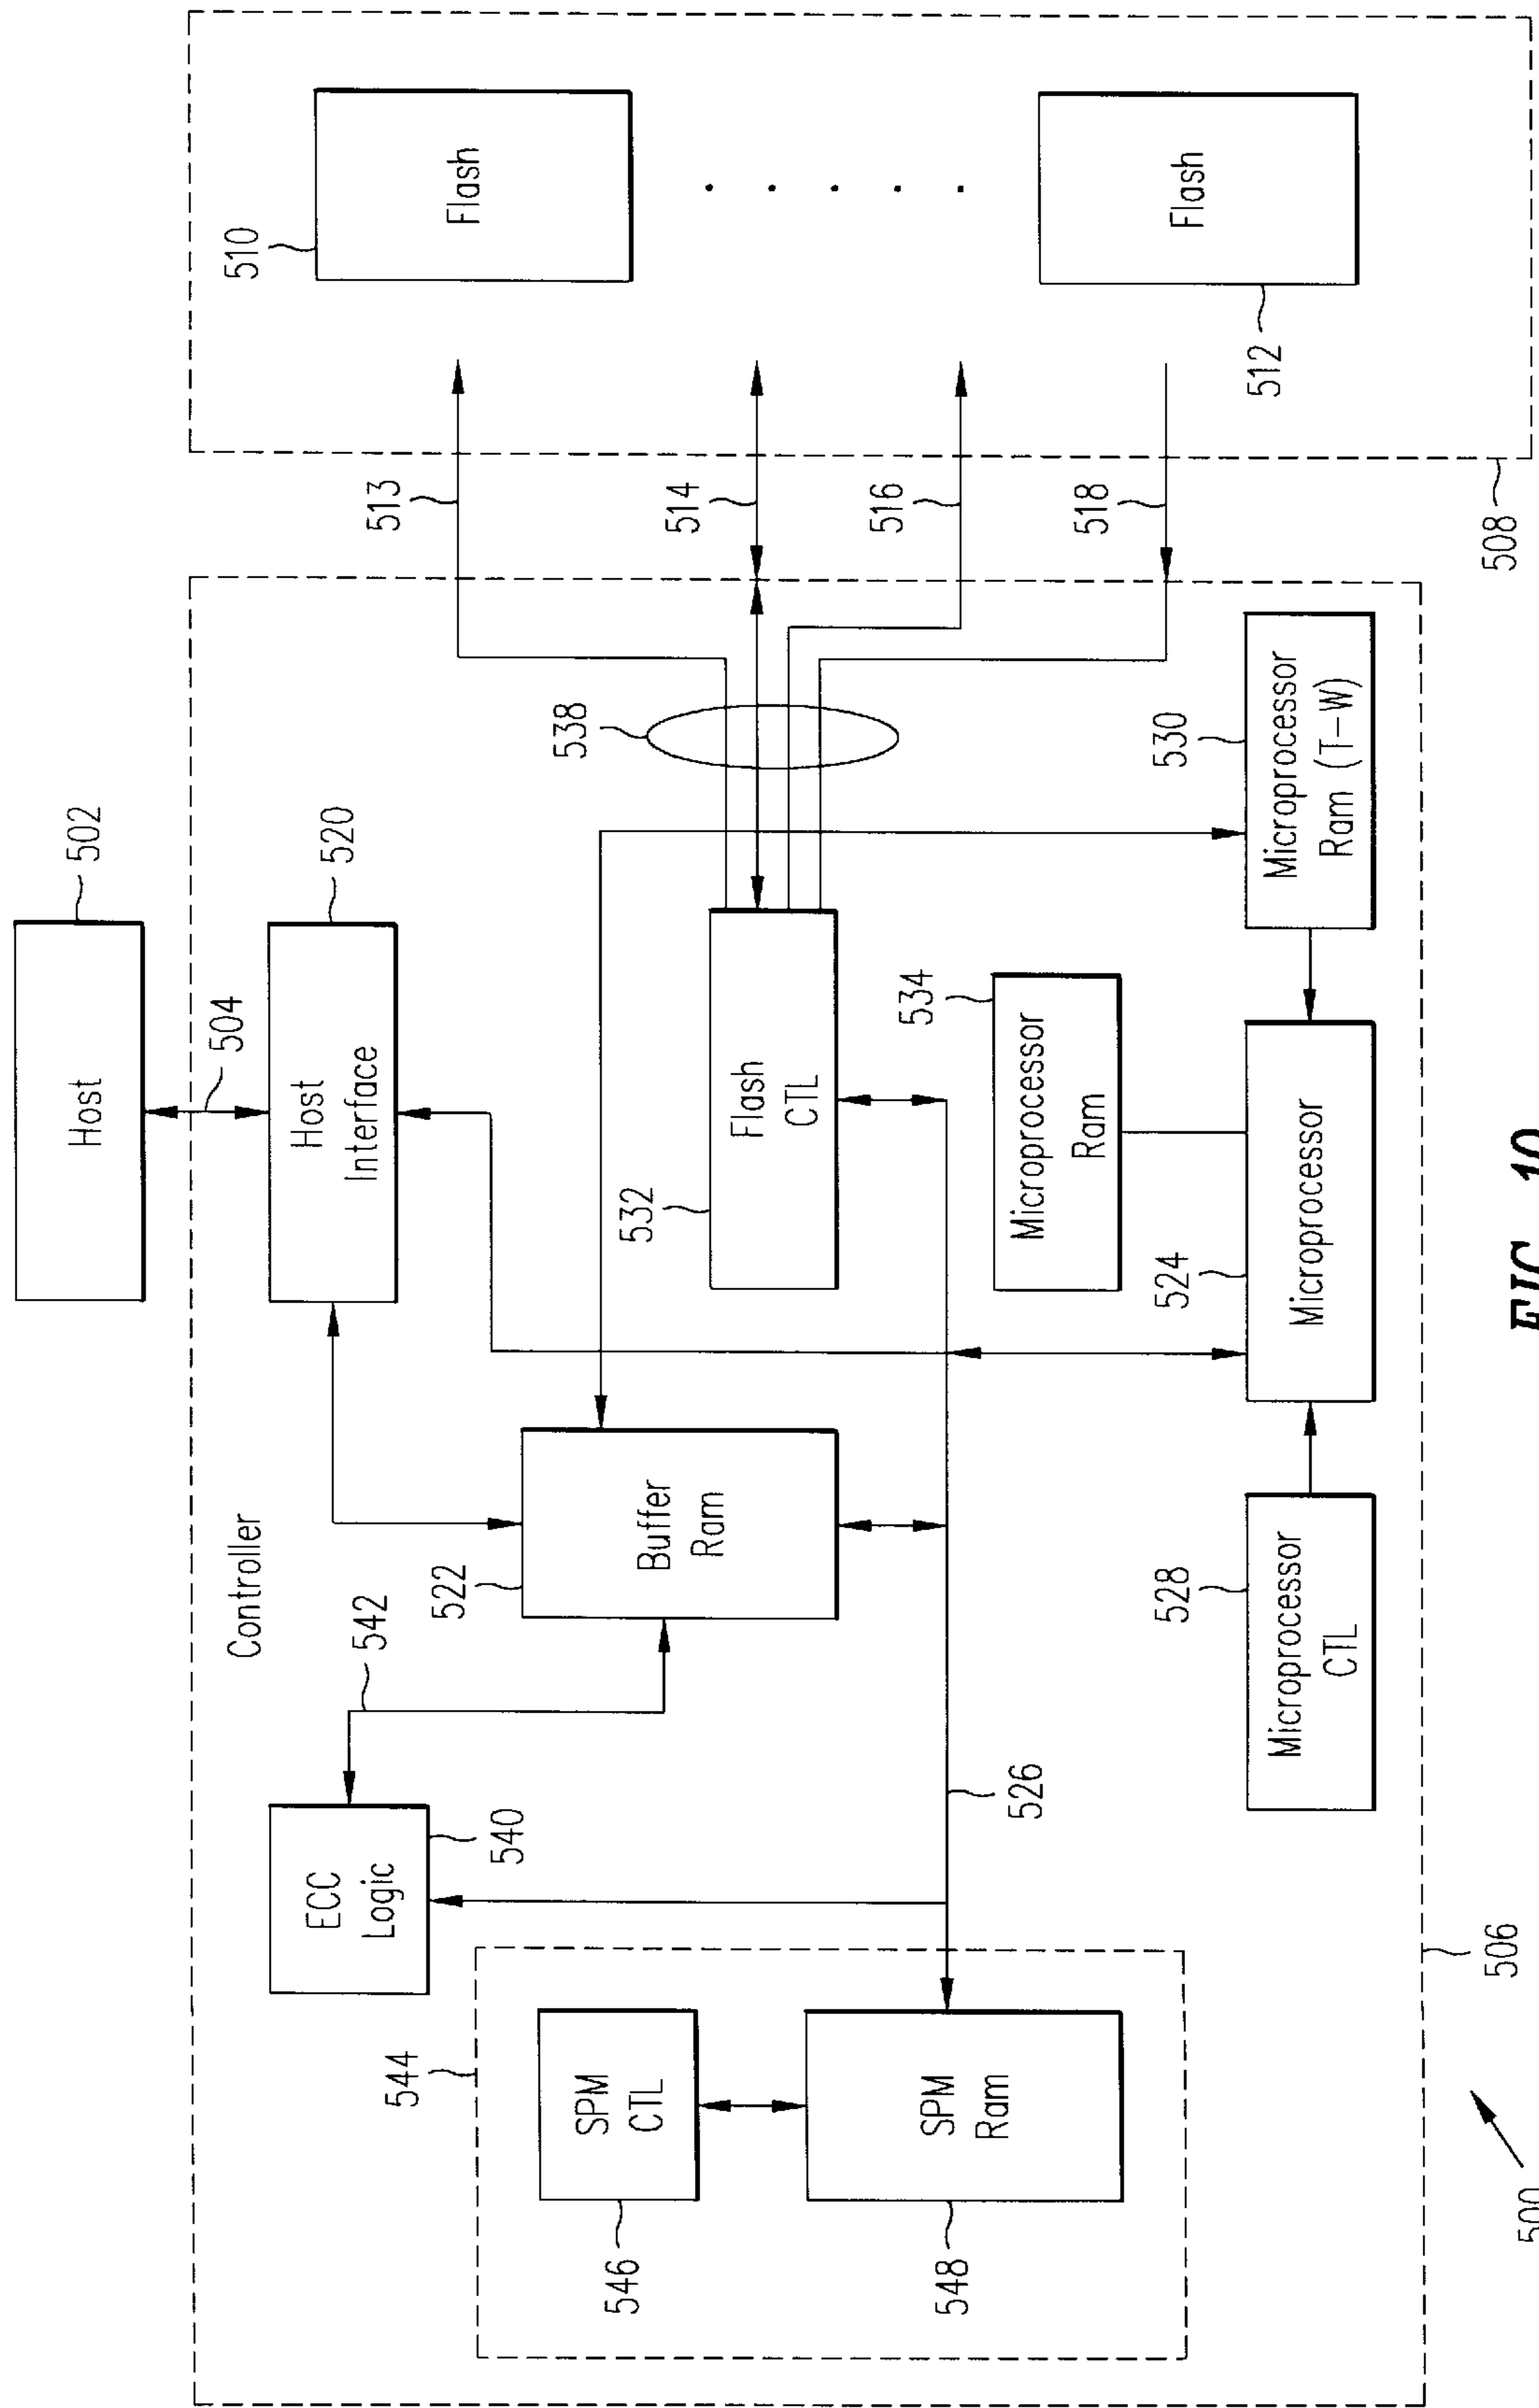 502
Host
504
510
Controller
ECC
Logic
540
542
Host
Interface
520
513
Flash
544
546
SPM
CTL
522
Buffer
Ram
538
514
532
Flash
CTL
516
548
SPM
Ram
526
534
Microprocessor
Ram
518
528
Microprocessor
CTL
524
Microprocessor
530
Microprocessor
Ram (T-W)
512
Flash
506
508
500
FIG 10